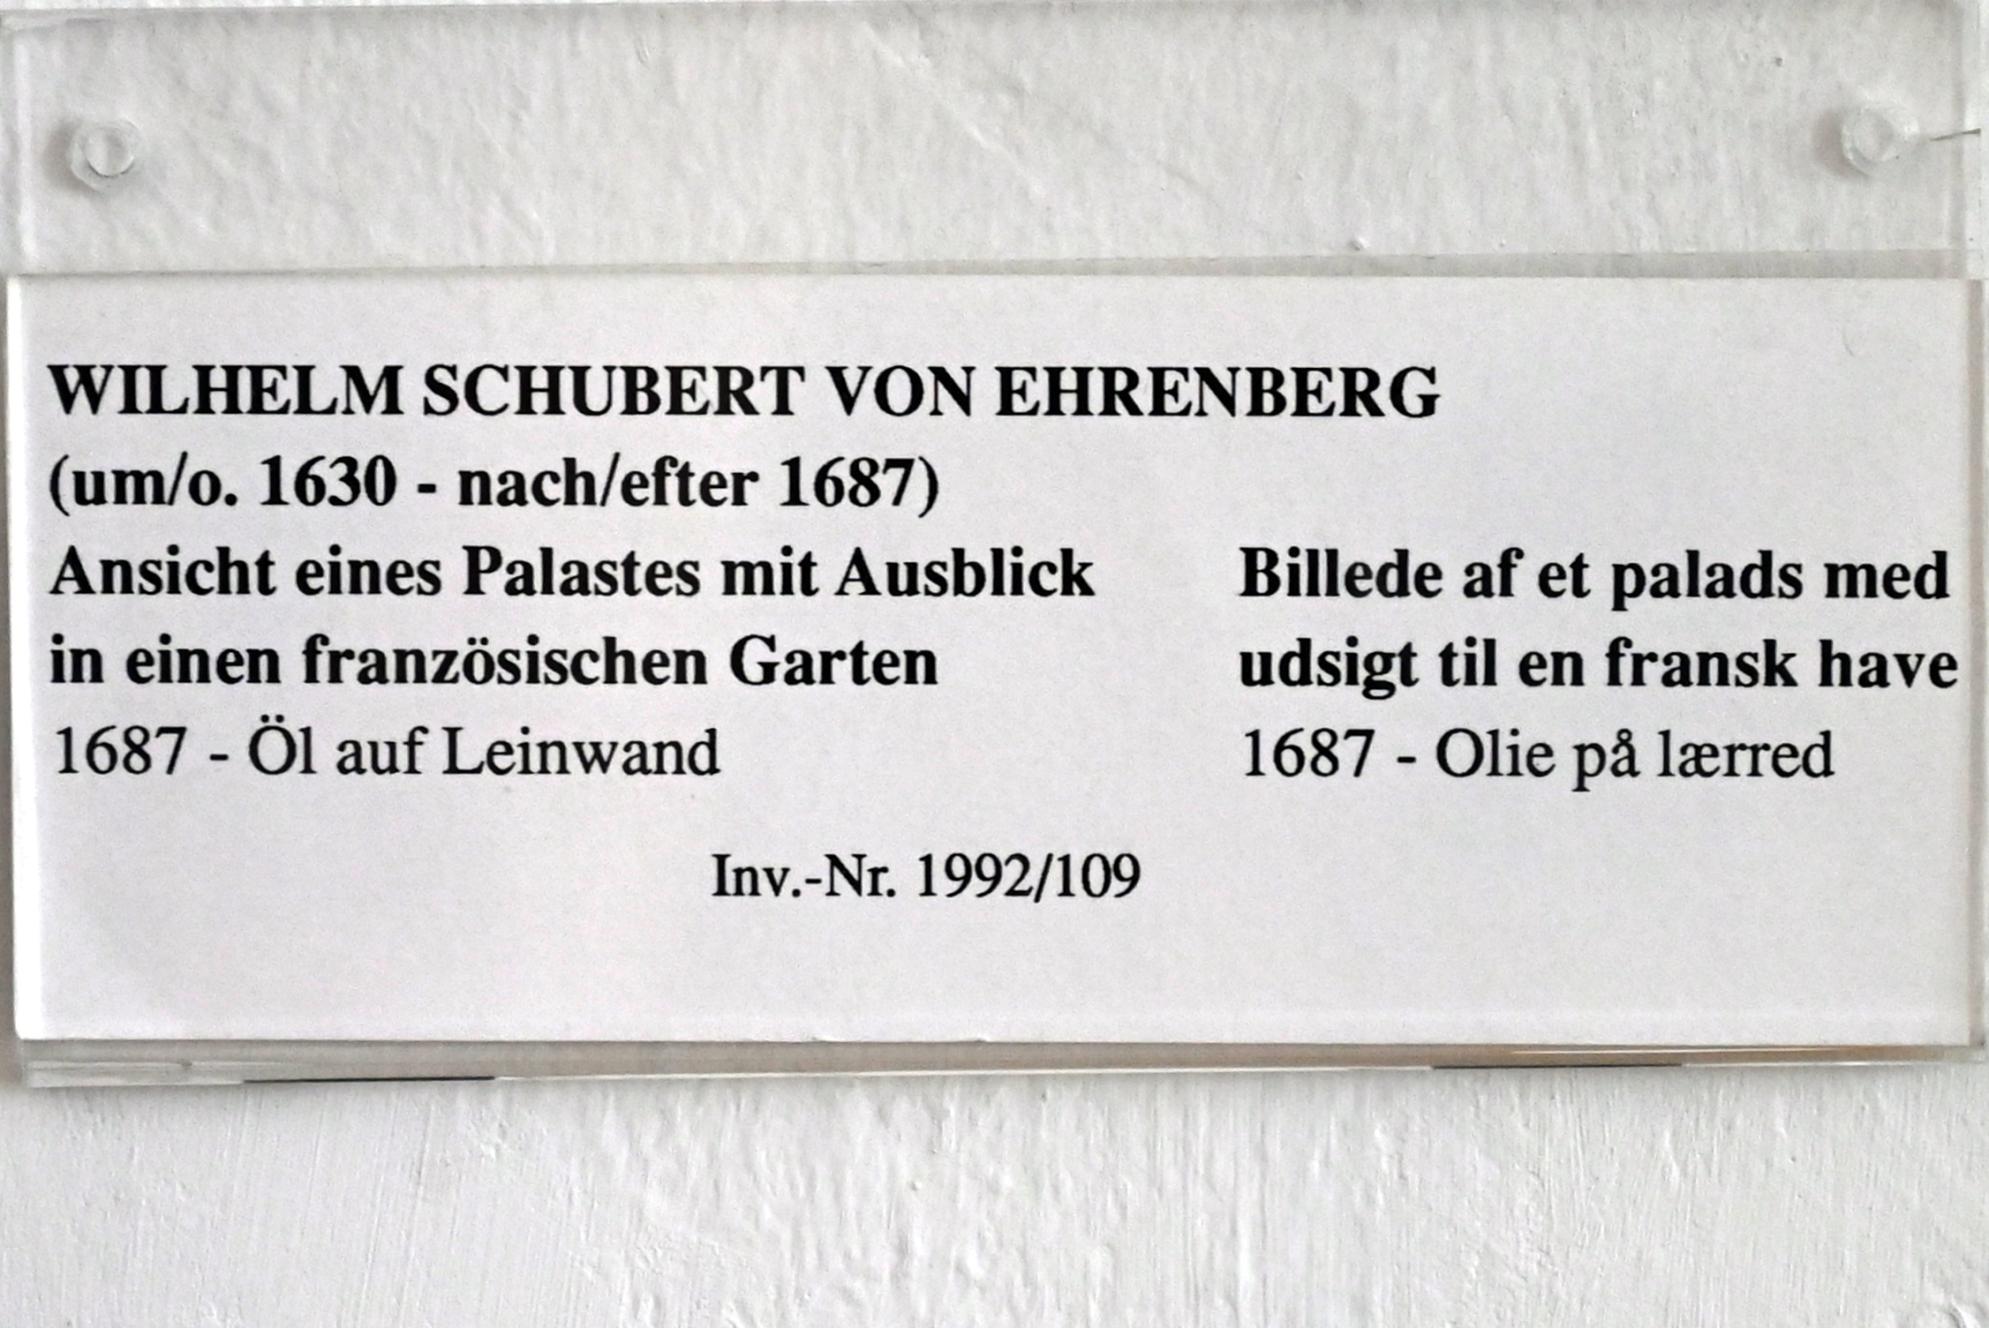 WILHELM SCHUBERT VON EHRENBERG
(um/o. 1630 - nach/efter 1687)
Ansicht eines Palastes mit Ausblick
in einen französischen Garten
1687 - Öl auf Leinwand
Billede af et palads med
udsigt til en fransk have
1687 - Olie på lærred
Inv.-Nr. 1992/109